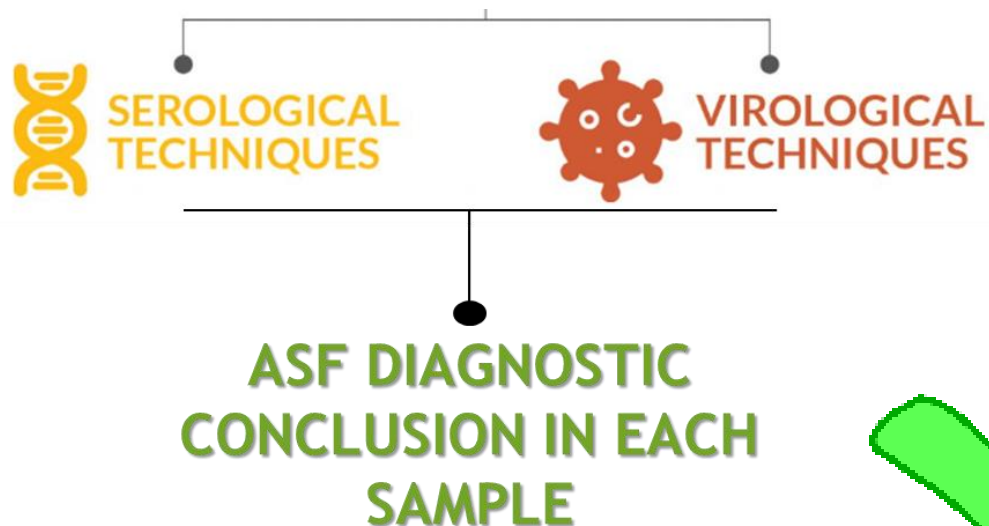 SEROLOGICAL
TECHNIQUES
VIROLOGICAL
TECHNIQUES
ASF DIAGNOSTIC
CONCLUSION IN EACH
SAMPLE